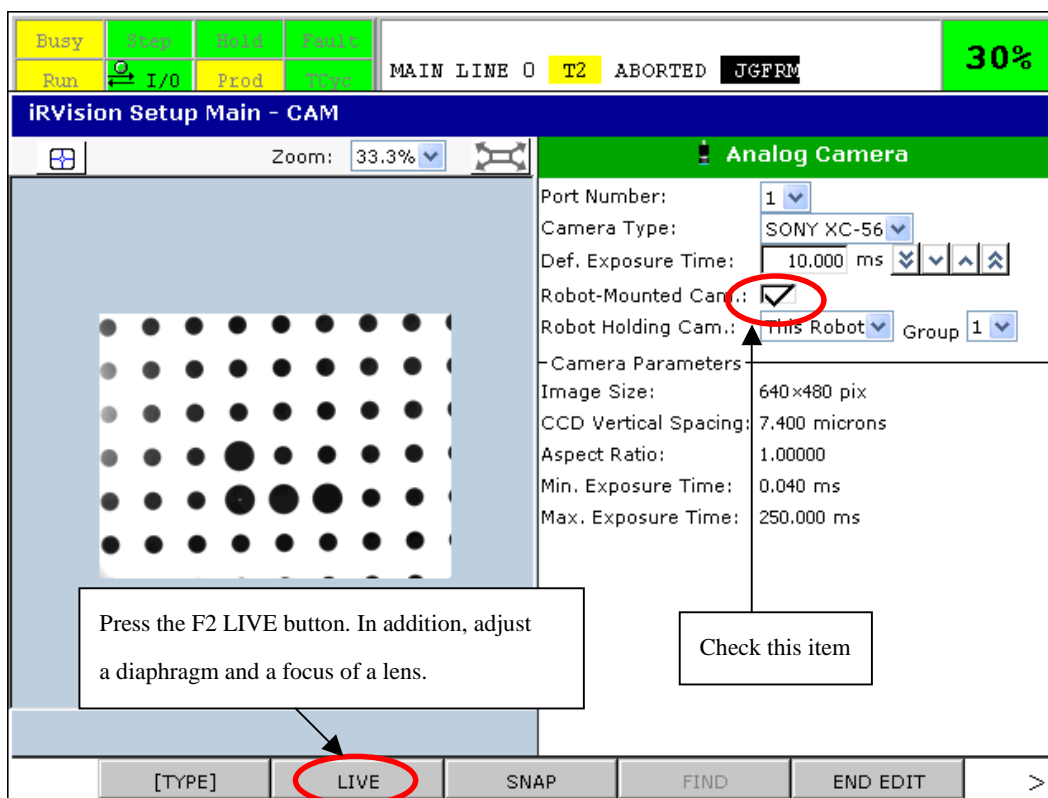 Busy Step Hold Fault
Run I/O Prod TCyc
MAIN LINE 0 T2 ABORTED JGFRM
30%
iRVision Setup Main - CAM
Zoom: 33.3%
Analog Camera
Port Number: 1
Camera Type: SONY XC-56
Def. Exposure Time: 10.000 ms
Robot-Mounted Cam.:
Robot Holding Cam.: This Robot Group 1
Camera Parameters
Image Size: 640×480 pix
CCD Vertical Spacing: 7.400 microns
Aspect Ratio: 1.00000
Min. Exposure Time: 0.040 ms
Max. Exposure Time: 250.000 ms
Press the F2 LIVE button. In addition, adjust
a diaphragm and a focus of a lens.
Check this item
[TYPE] LIVE SNAP FIND END EDIT >